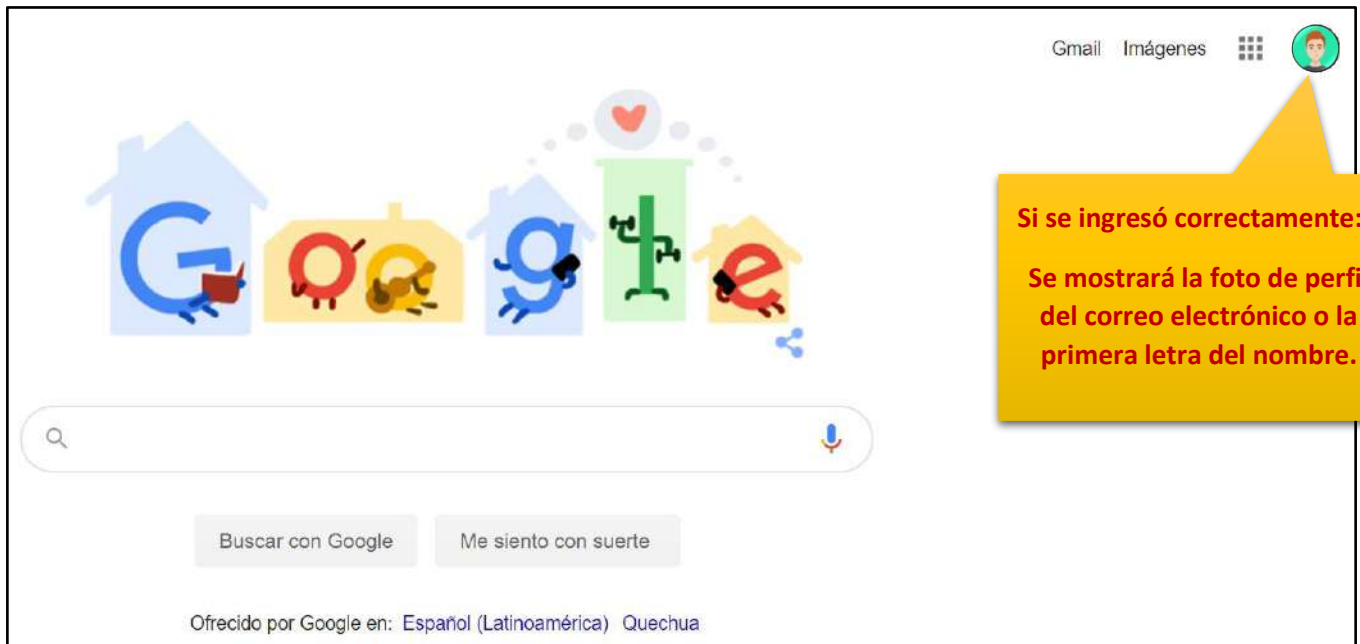 Gmail Imágenes
Google
Si se ingresó correctamente:
Se mostrará la foto de perfi
del correo electrónico o la
primera letra del nombre.
Buscar con Google Me siento con suerte
Ofrecido por Google en: Español (Latinoamérica) Quechua